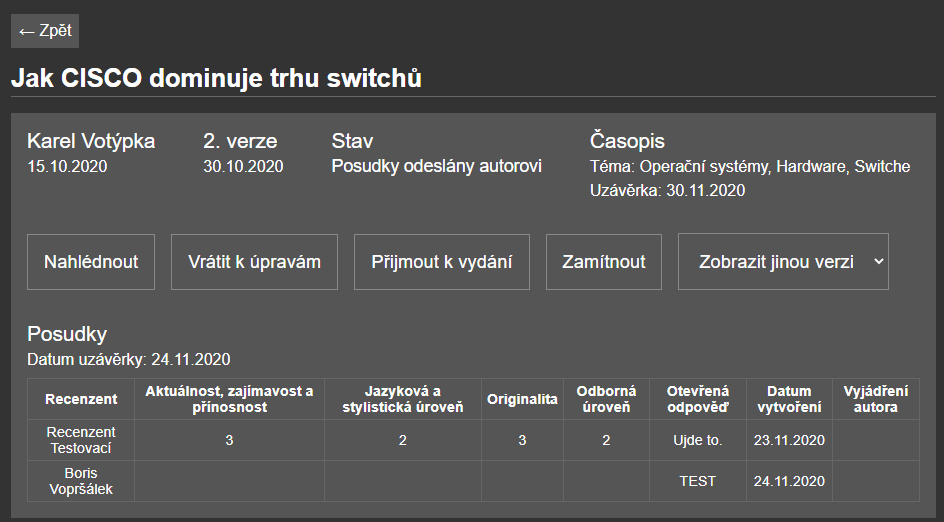 ← Zpět
Jak CISCO dominuje trhu switchů
Karel Votýpka 2. verze Stav Časopis
15.10.2020 30.10.2020 Posudky odeslány autorovi Téma: Operační systémy, Hardware, Switche
Uzávěrka: 30.11.2020
Nahlédnout Vrátit k úpravám Přijmout k vydání Zamítnout Zobrazit jinou verzi
Posudky
Datum uzávěrky: 24.11.2020
Recenzent Aktuálnost, zajímavost a přínosnost Jazyková a stylistická úroveň Originalita Odborná úroveň Otevřená odpověď Datum vytvoření Vyjádření autora
Recenzent Testovací 3 2 3 2 Ujde to. 23.11.2020
Boris Vopršálek TEST 24.11.2020